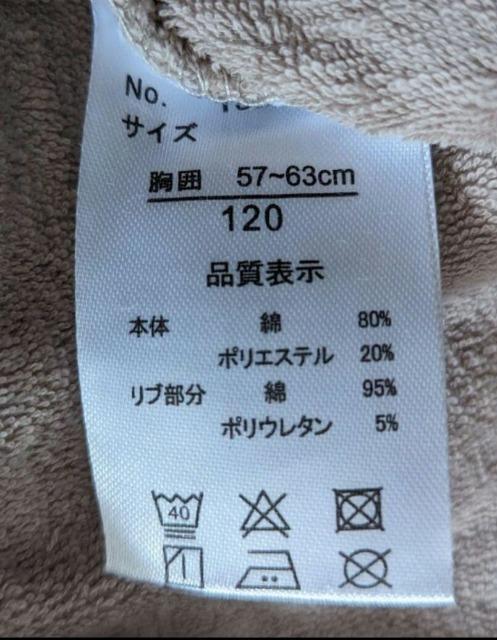 No.
サイズ
胸囲 57~63cm
120
品質表示
本体 綿 80%
ポリエステル 20%
リブ部分 綿 95%
ポリウレタン 5%
40